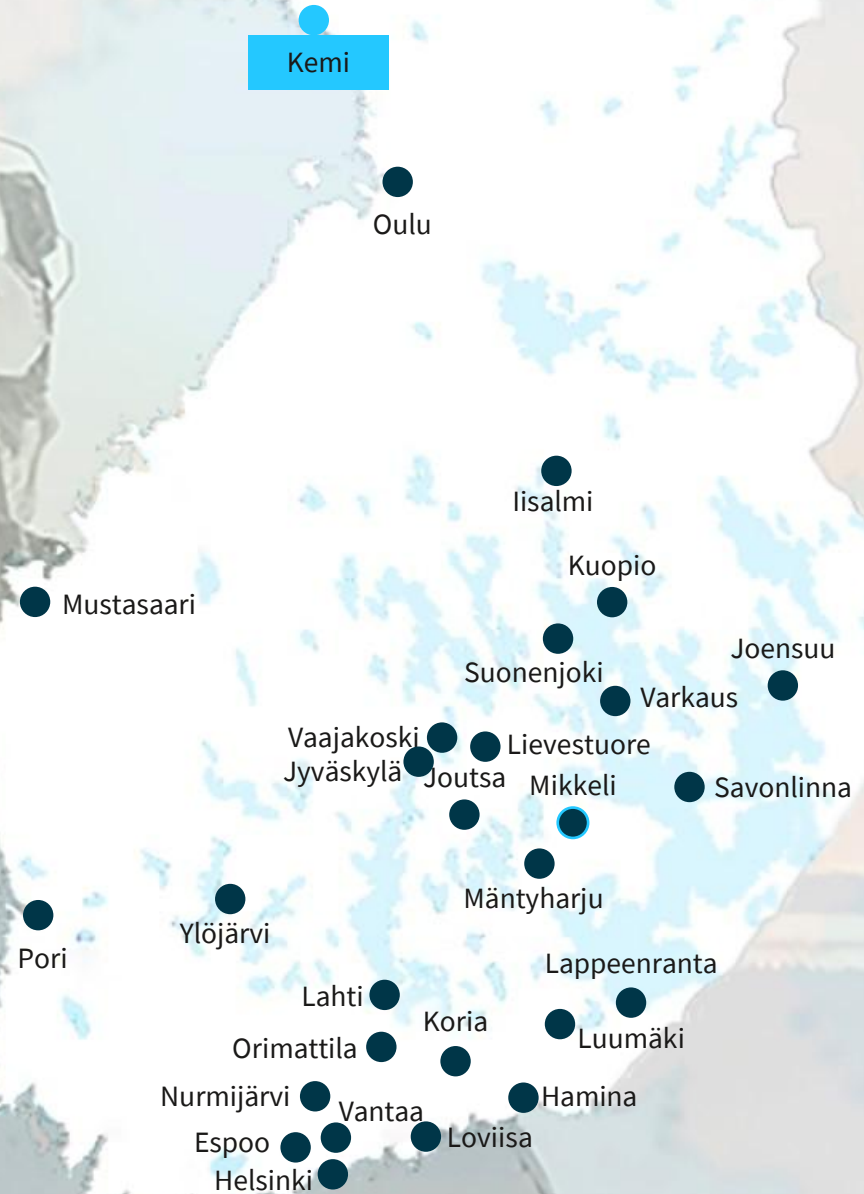 Kemi
Oulu
Iisalmi
Kuopio
Mustasaari
Joensuu
Suonenjoki
Varkaus
Vaajakoski
Lievestuore
Jyväskylä
Joutsa
Mikkeli
Savonlinna
Mäntyharju
Ylöjärvi
Pori
Lappeenranta
Lahti
Koria
Luumäki
Orimattila
Nurmijärvi
Hamina
Vantaa
Espoo
Loviisa
Helsinki